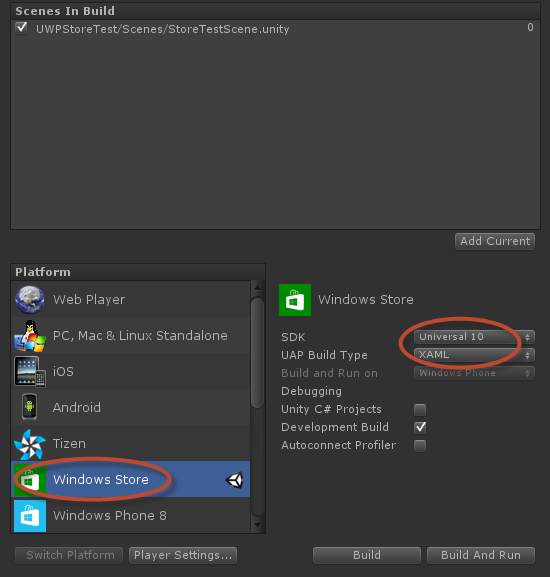 Scenes In Build
UWPStoreTest/Scenes/StoreTestScene.unity 0
Add Current
Platform
Web Player
PC, Mac & Linux Standalone
iOS
Android
Tizen
Windows Store
Windows Phone 8
Windows Store
SDK Universal 10
UAP Build Type XAML
Build and Run on Windows Phone
Debugging
Unity C# Projects
Development Build
Autoconnect Profiler
Switch Platform Player Settings... Build Build And Run